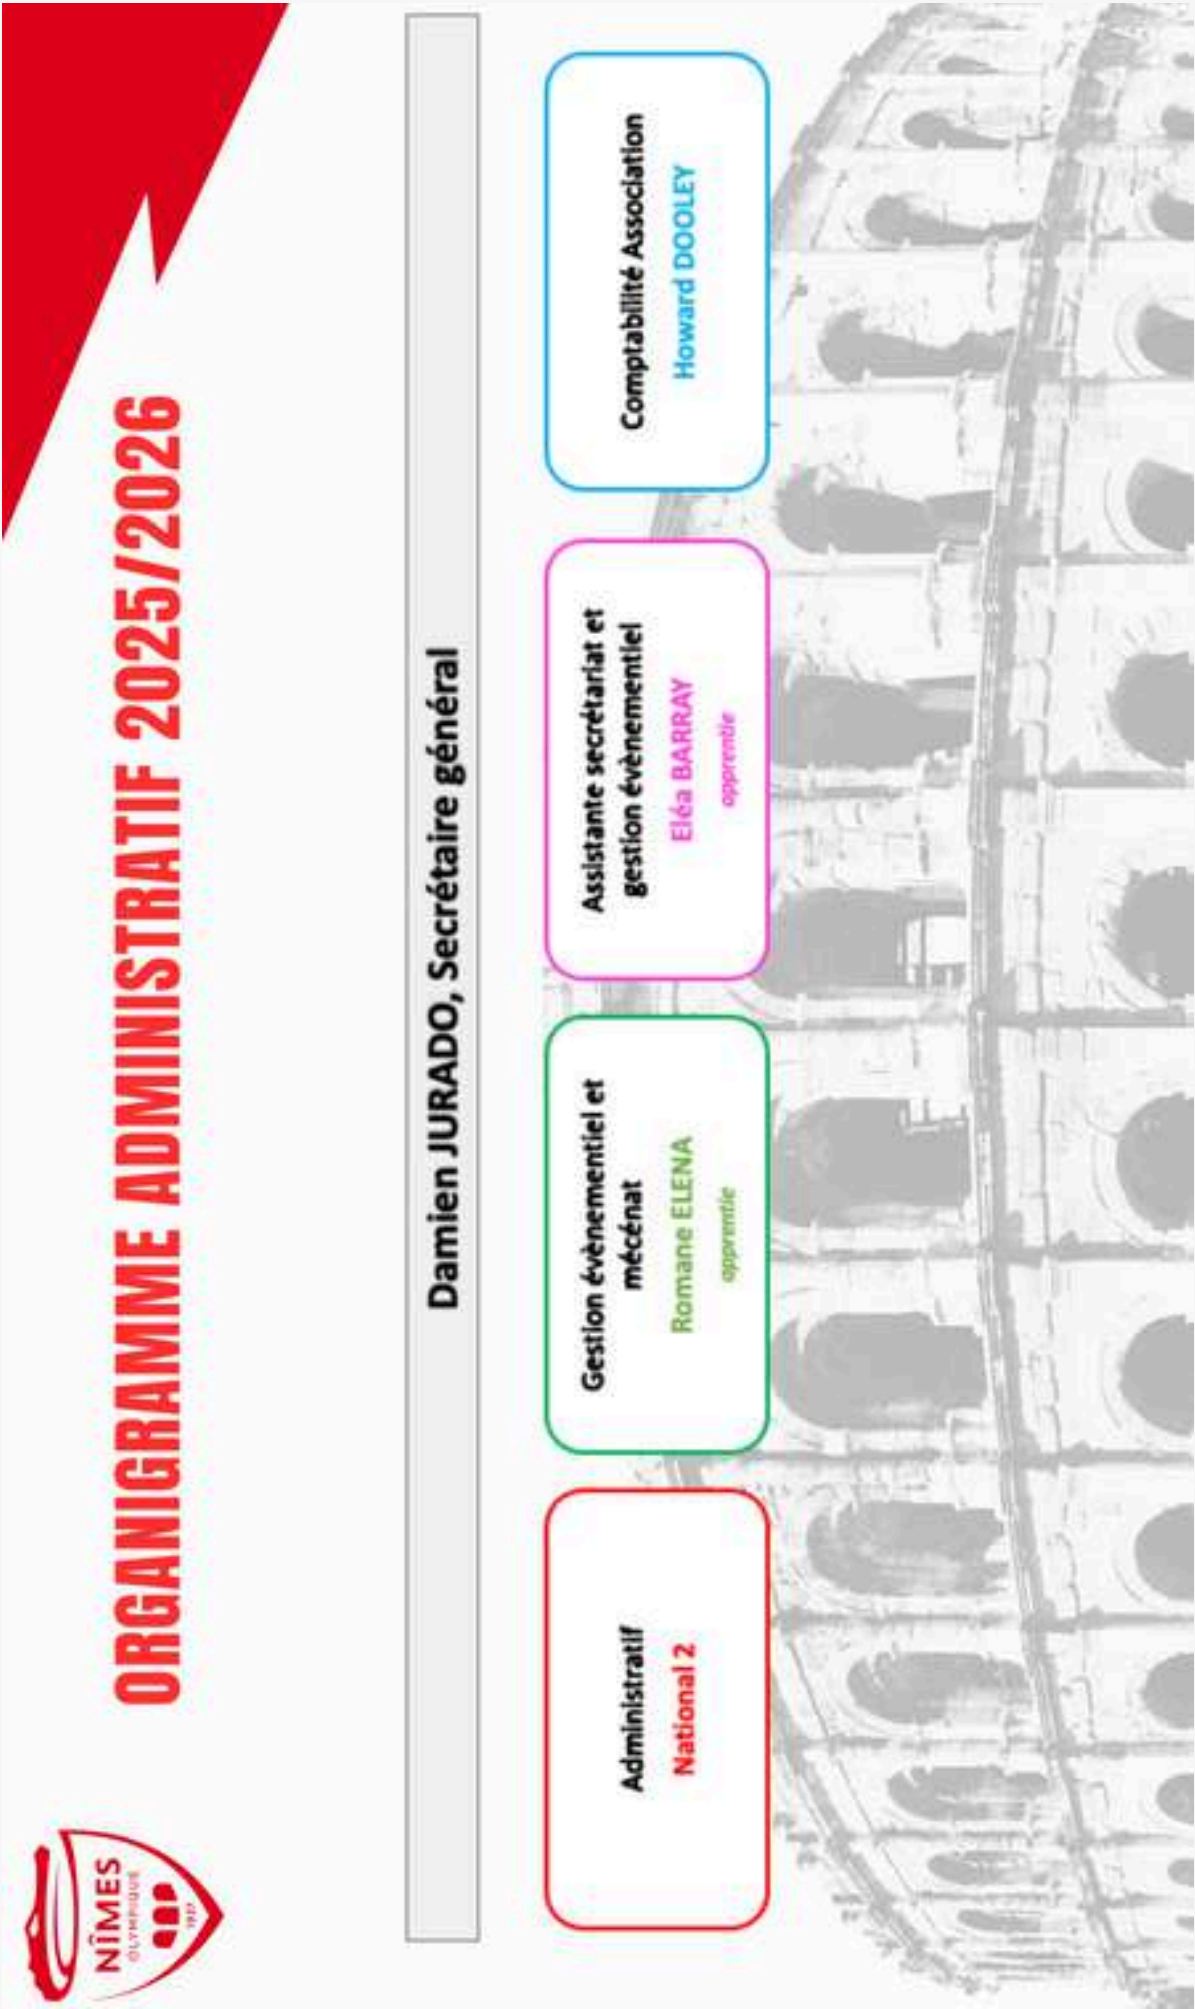 NÎMES
OLYMPIQUE
1937
ORGANIGRAMME ADMINISTRATIF 2025/2026
Damien JURADO, Secrétaire général
Administratif
National 2
Gestion évènementiel et
mécénat
Romane ELENA
apprentie
Assistante secrétariat et
gestion évènementiel
Eléa BARRAY
apprentie
Comptabilité Association
Howard DOOLEY